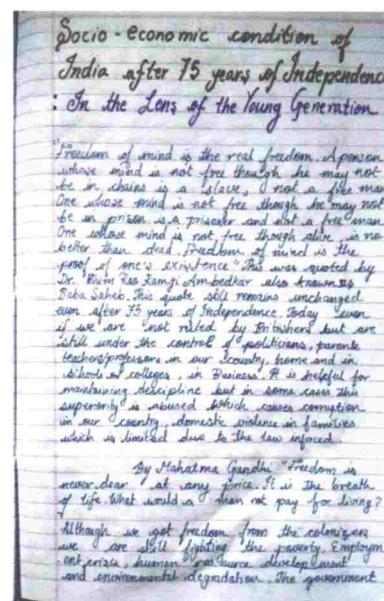 Socio-economic condition of
India after 75 years of Independence
: In the Lens of the Young Generation
"Freedom of mind is the real freedom. A person
whose mind is not free though he may not
be in chains is a slave, not a free man
One whose mind is not free though he may not
be in prison is a prisoner and not a free man
One whose mind is not free though alive is no
better than dead. Freedom of mind is the
proof of one's existence" This was quoted by
Dr. Bhim Rao Ramji Ambedkar also known as
Baba Saheb. This quote still remains unchanged
even after 75 years of Independence. Today even
if we are not ruled by Britishers but are
still under the control of politicians, parents
teachers/professors in our country, home and in
schools or colleges, in Business. It is helpful for
maintaining descipline but in some cases this
superiority is abused which causes corruption
in our country, domestic violence in families
which is limited due to the law infoced.
By Mahatma Gandhi "Freedom is
never dear at any price. It is the breath
of life. What would a man not pay for living?
"
Although we got freedom from the colonizers
we are still fighting the poverty, Employm
ent crisis, human resource development
and environmental degradation. The government